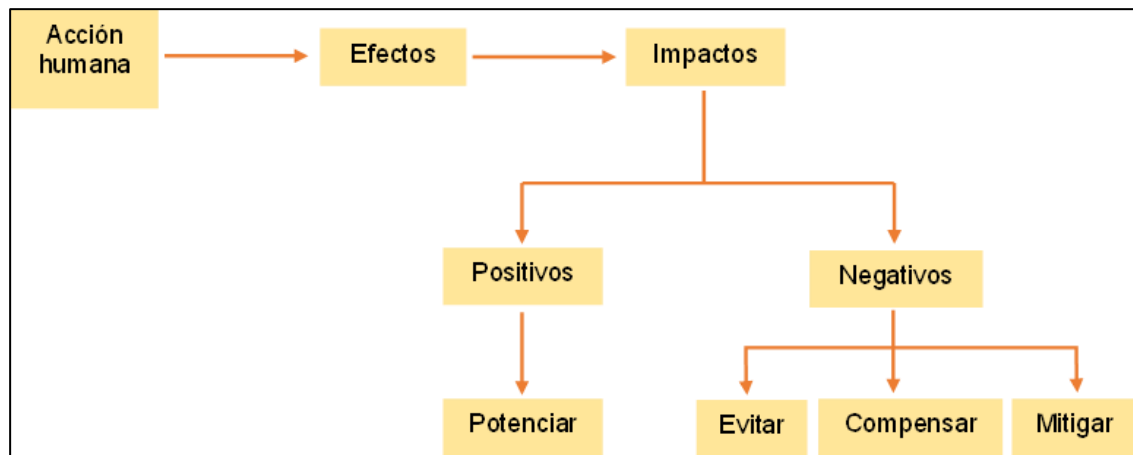 Acción
humana
Efectos
Impactos
Positivos
Negativos
Potenciar
Evitar
Compensar
Mitigar